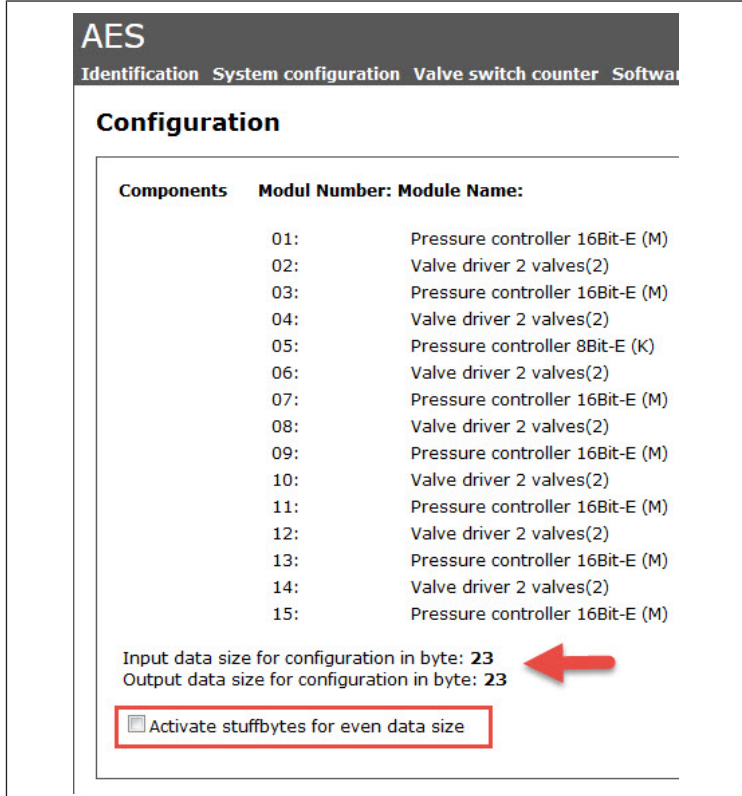 AES
Identification System configuration Valve switch counter Softwar
Configuration
Components Modul Number: Module Name:
01: Pressure controller 16Bit-E (M)
02: Valve driver 2 valves(2)
03: Pressure controller 16Bit-E (M)
04: Valve driver 2 valves(2)
05: Pressure controller 8Bit-E (K)
06: Valve driver 2 valves(2)
07: Pressure controller 16Bit-E (M)
08: Valve driver 2 valves(2)
09: Pressure controller 16Bit-E (M)
10: Valve driver 2 valves(2)
11: Pressure controller 16Bit-E (M)
12: Valve driver 2 valves(2)
13: Pressure controller 16Bit-E (M)
14: Valve driver 2 valves(2)
15: Pressure controller 16Bit-E (M)
Input data size for configuration in byte: 23
Output data size for configuration in byte: 23
Activate stuffbytes for even data size